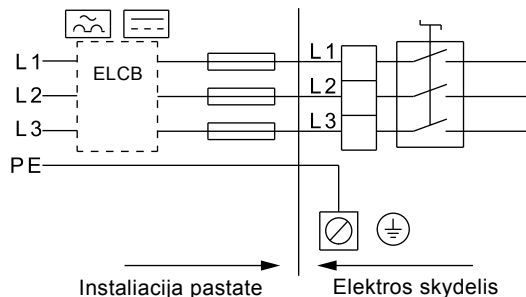 L1
ELCB
L2
L3
PE
L1
L2
L3
Instaliacija pastate
Elektros skydelis